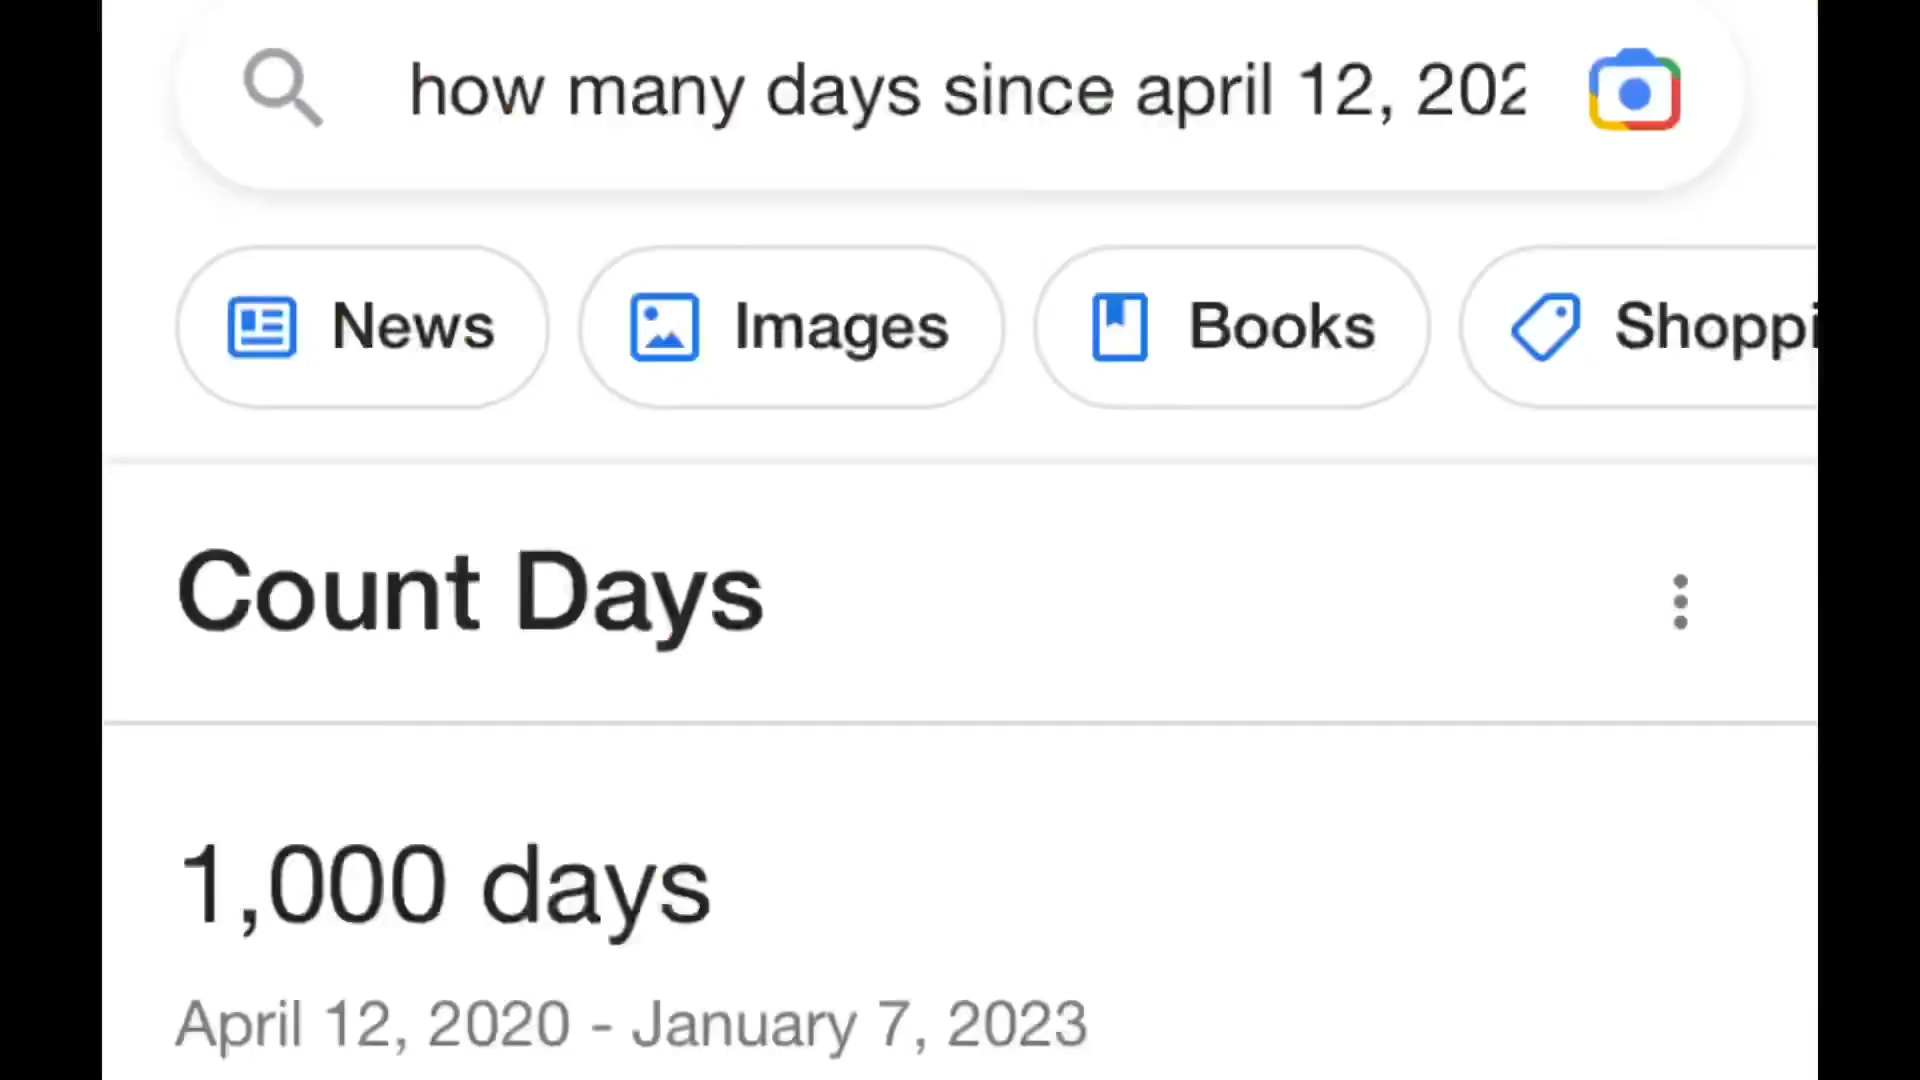 how many days since april 12, 202
News Images Books Shoppi
Count Days
1,000 days
April 12, 2020 - January 7, 2023